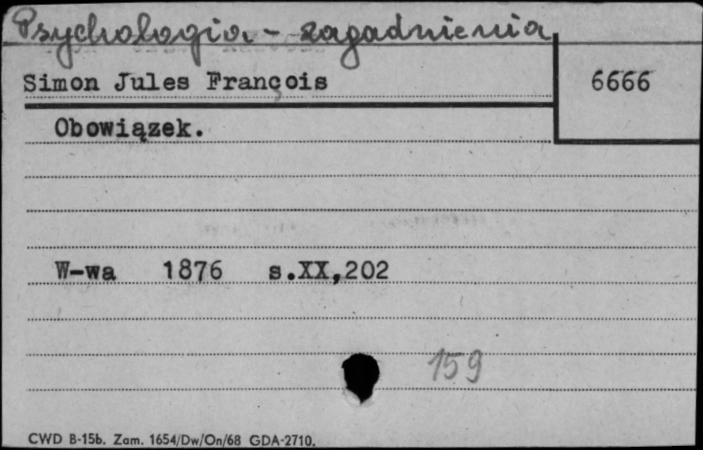 Psychologia - zagadnienia
Simon Jules François
6666
Obowiązek.
W-wa 1876 s.XX,202
159
CWD B-15b. Zam. 1654/Dw/On/68 GDA-2710.